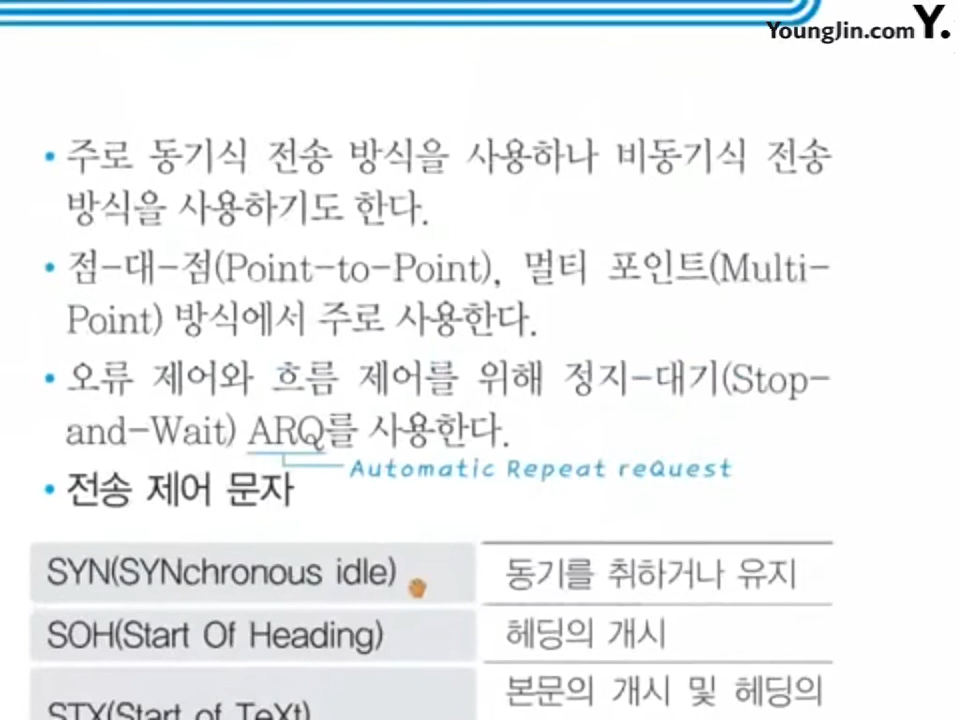 YoungJin.com Y.
• 주로 동기식 전송 방식을 사용하나 비동기식 전송
방식을 사용하기도 한다.
• 점-대-점(Point-to-Point), 멀티 포인트(Multi-
Point) 방식에서 주로 사용한다.
• 오류 제어와 흐름 제어를 위해 정지-대기(Stop-
and-Wait) ARQ를 사용한다.
Automatic Repeat reQuest
• 전송 제어 문자
SYN(SYNchronous idle) 동기를 취하거나 유지
SOH(Start Of Heading) 헤딩의 개시
본문의 개시 및 헤딩의
STX(Start of TeXt)